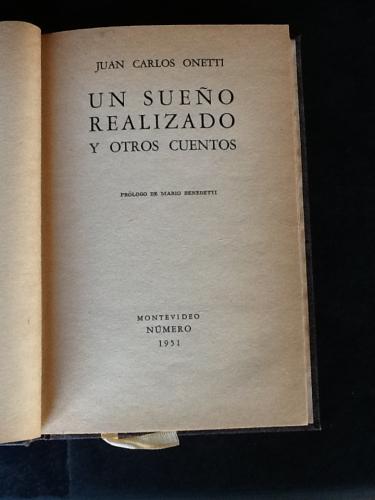 JUAN CARLOS ONETTI
UN SUEÑO
REALIZADO
Y OTROS CUENTOS
PRÓLOGO DE MARIO BENEDETTI
MONTEVIDEO
NÚMERO
1951